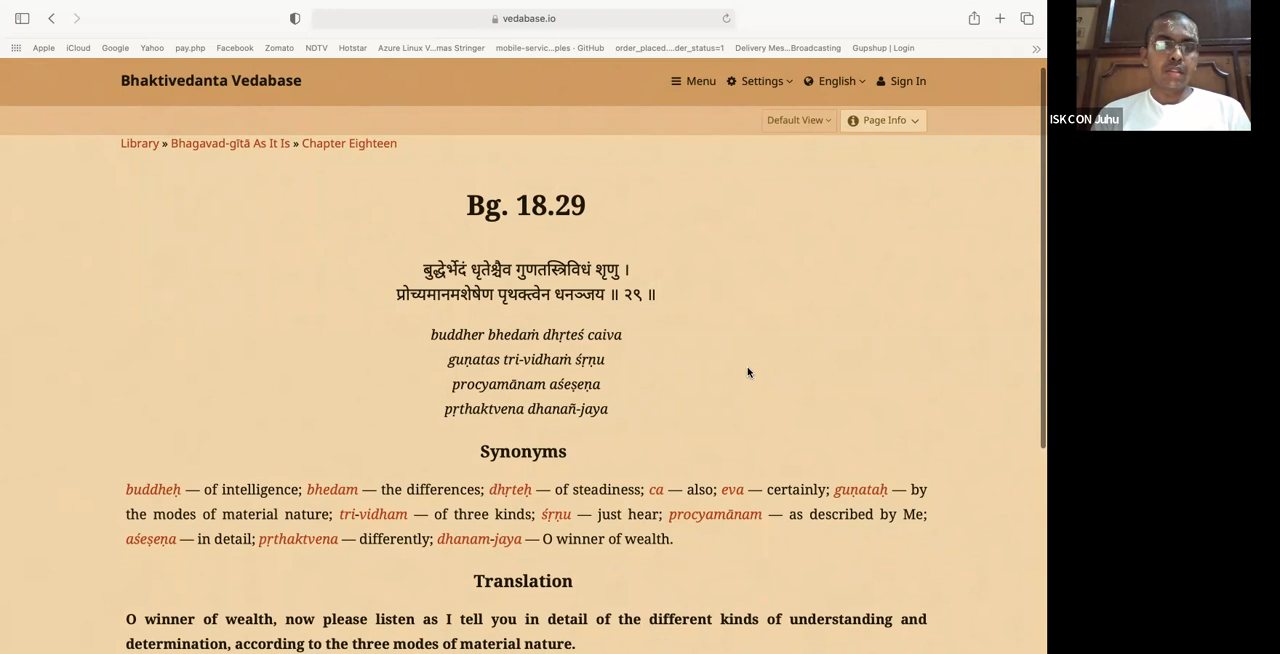 vedabase.io
Apple iCloud Google Yahoo pay.php Facebook Zomato NDTV Hotstar Azure Linux V...mas Stringer mobile-servic...ples · GitHub order_placed....der_status=1 Delivery Mes...Broadcasting Gupshup | Login
Bhaktivedanta Vedabase Menu Settings English Sign In
Default View Page Info
Library » Bhagavad-gītā As It Is » Chapter Eighteen
Bg. 18.29
बुद्धेर्भेदं धृतेश्चैव गुणतस्त्रिविधं शृणु ।
प्रोच्यमानमशेषेण पृथक्त्वेन धनञ्जय ॥ २९ ॥
buddher bhedaṁ dhṛteś caiva
guṇatas tri-vidhaṁ śṛṇu
procyamānam aśeṣeṇa
pṛthaktvena dhanañ-jaya
Synonyms
buddheḥ — of intelligence; bhedam — the differences; dhṛteḥ — of steadiness; ca — also; eva — certainly; guṇataḥ — by
the modes of material nature; tri-vidham — of three kinds; śṛṇu — just hear; procyamānam — as described by Me;
aśeṣeṇa — in detail; pṛthaktvena — differently; dhanam-jaya — O winner of wealth.
Translation
O winner of wealth, now please listen as I tell you in detail of the different kinds of understanding and
determination, according to the three modes of material nature.
ISKCON Juhu